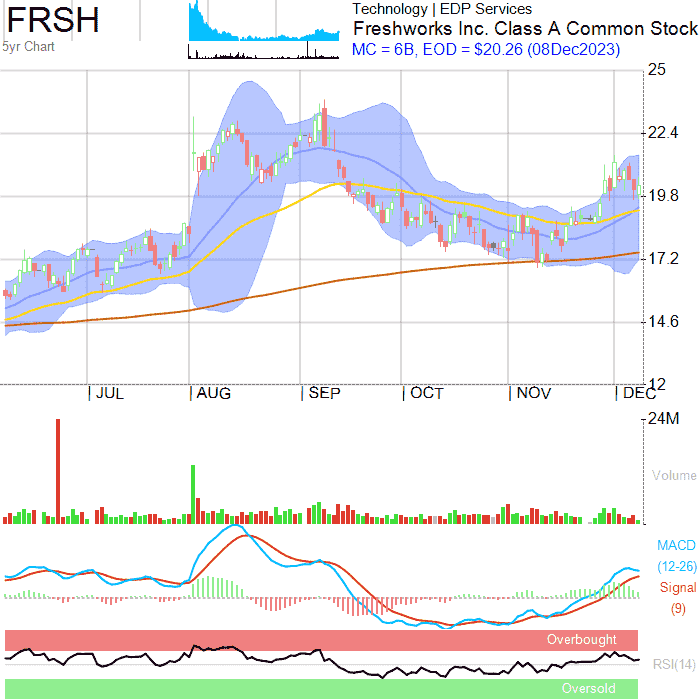 FRSH
5yr Chart
Technology | EDP Services
Freshworks Inc. Class A Common Stock
MC = 6B, EOD = $20.26 (08Dec2023)
25
22.4
19.8
17.2
14.6
12
JUL AUG SEP OCT NOV DEC
24M
Volume
MACD
(12-26)
Signal
(9)
Overbought
RSI(14)
Oversold